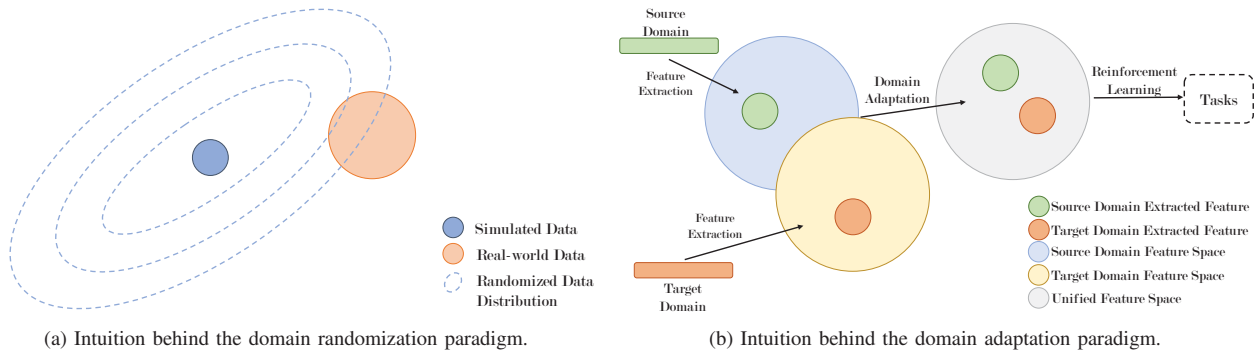 Simulated Data
Real-world Data
Randomized Data
Distribution
(a) Intuition behind the domain randomization paradigm.
Source
Domain
Feature
Extraction
Domain
Adaptation
Reinforcement
Learning
Tasks
Feature
Extraction
Target
Domain
Source Domain Extracted Feature
Target Domain Extracted Feature
Source Domain Feature Space
Target Domain Feature Space
Unified Feature Space
(b) Intuition behind the domain adaptation paradigm.